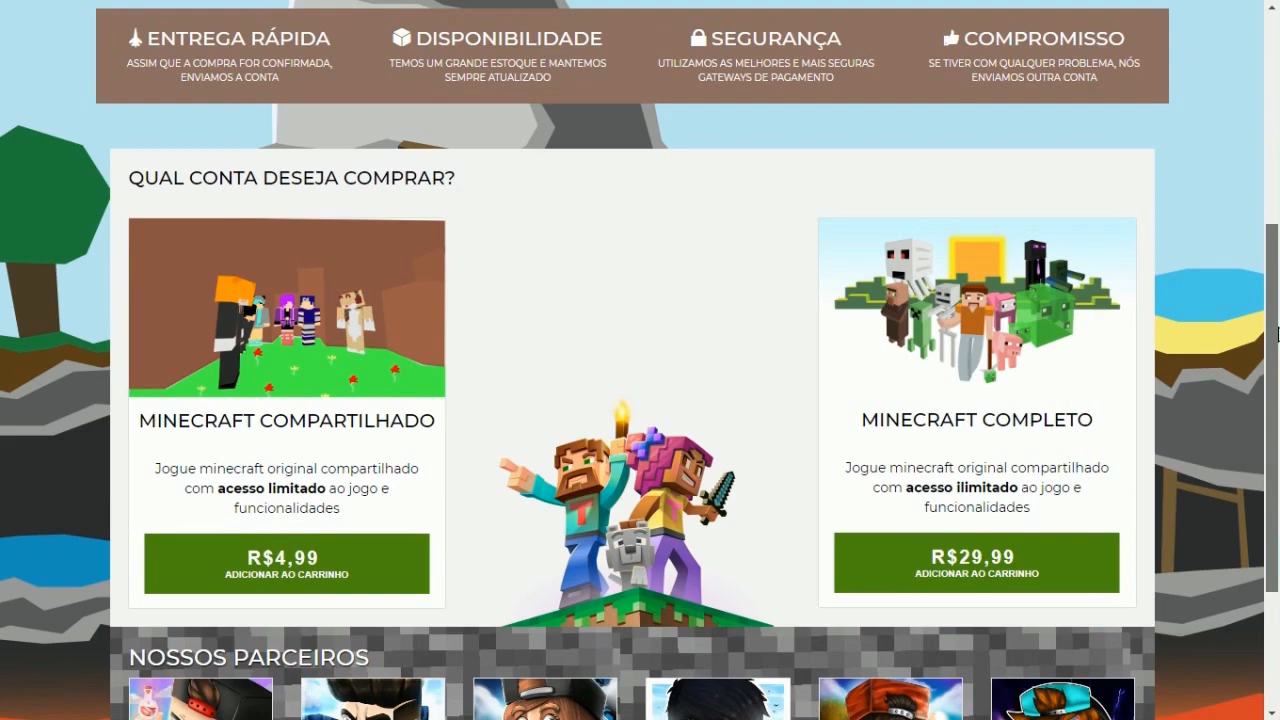 ENTREGA RÁPIDA
ASSIM QUE A COMPRA FOR CONFIRMADA,
ENVIAMOS A CONTA
DISPONIBILIDADE
TEMOS UM GRANDE ESTOQUE E MANTEMOS
SEMPRE ATUALIZADO
SEGURANÇA
UTILIZAMOS AS MELHORES E MAIS SEGURAS
GATEWAYS DE PAGAMENTO
COMPROMISSO
SE TIVER COM QUALQUER PROBLEMA, NÓS
ENVIAMOS OUTRA CONTA
QUAL CONTA DESEJA COMPRAR?
MINECRAFT COMPARTILHADO
Jogue minecraft original compartilhado
com acesso limitado ao jogo e
funcionalidades
R$4,99
ADICIONAR AO CARRINHO
MINECRAFT COMPLETO
Jogue minecraft original compartilhado
com acesso ilimitado ao jogo e
funcionalidades
R$29,99
ADICIONAR AO CARRINHO
NOSSOS PARCEIROS